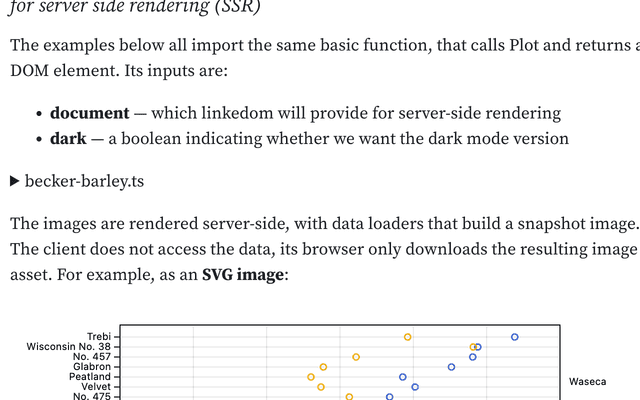 for server side rendering (SSR)
The examples below all import the same basic function, that calls Plot and returns a
DOM element. Its inputs are:
• document — which linkedom will provide for server-side rendering
• dark — a boolean indicating whether we want the dark mode version
▶ becker-barley.ts
The images are rendered server-side, with data loaders that build a snapshot image.
The client does not access the data, its browser only downloads the resulting image
asset. For example, as an SVG image:
Trebi
Wisconsin No. 38
No. 457
Glabron
Peatland
Waseca
Velvet
No. 475